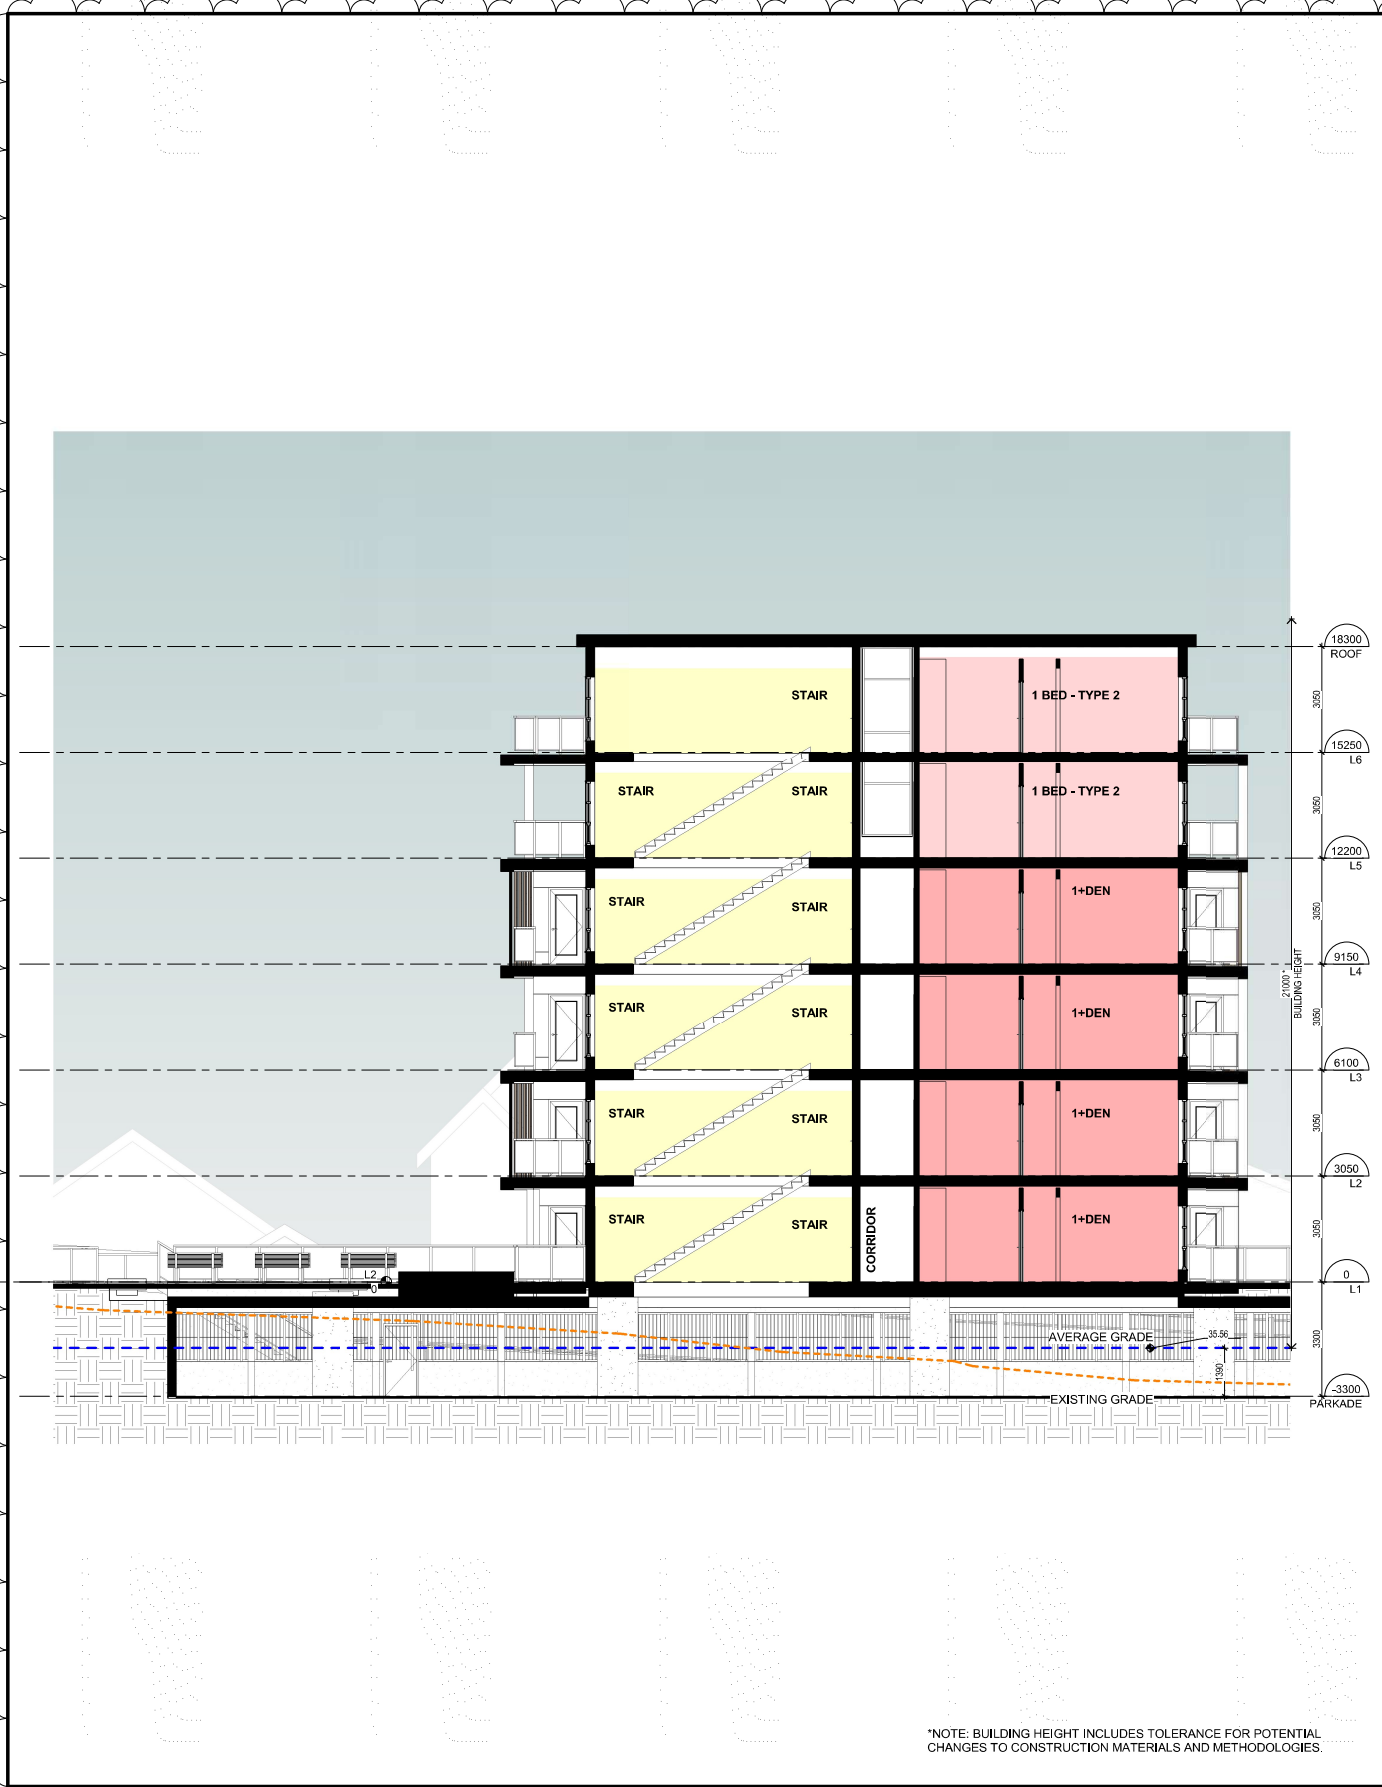 18300
ROOF
STAIR
1 BED - TYPE 2
3050
15250
L6
STAIR
STAIR
1 BED - TYPE 2
3050
12200
L5
STAIR
STAIR
1+DEN
3050
9150
L4
21000*
BUILDING HEIGHT
STAIR
STAIR
1+DEN
3050
6100
L3
STAIR
STAIR
1+DEN
3050
3050
L2
STAIR
STAIR
CORRIDOR
1+DEN
3050
L2
0
0
L1
AVERAGE GRADE
35.56
3300
1390
EXISTING GRADE
-3300
PARKADE
*NOTE: BUILDING HEIGHT INCLUDES TOLERANCE FOR POTENTIAL
CHANGES TO CONSTRUCTION MATERIALS AND METHODOLOGIES.